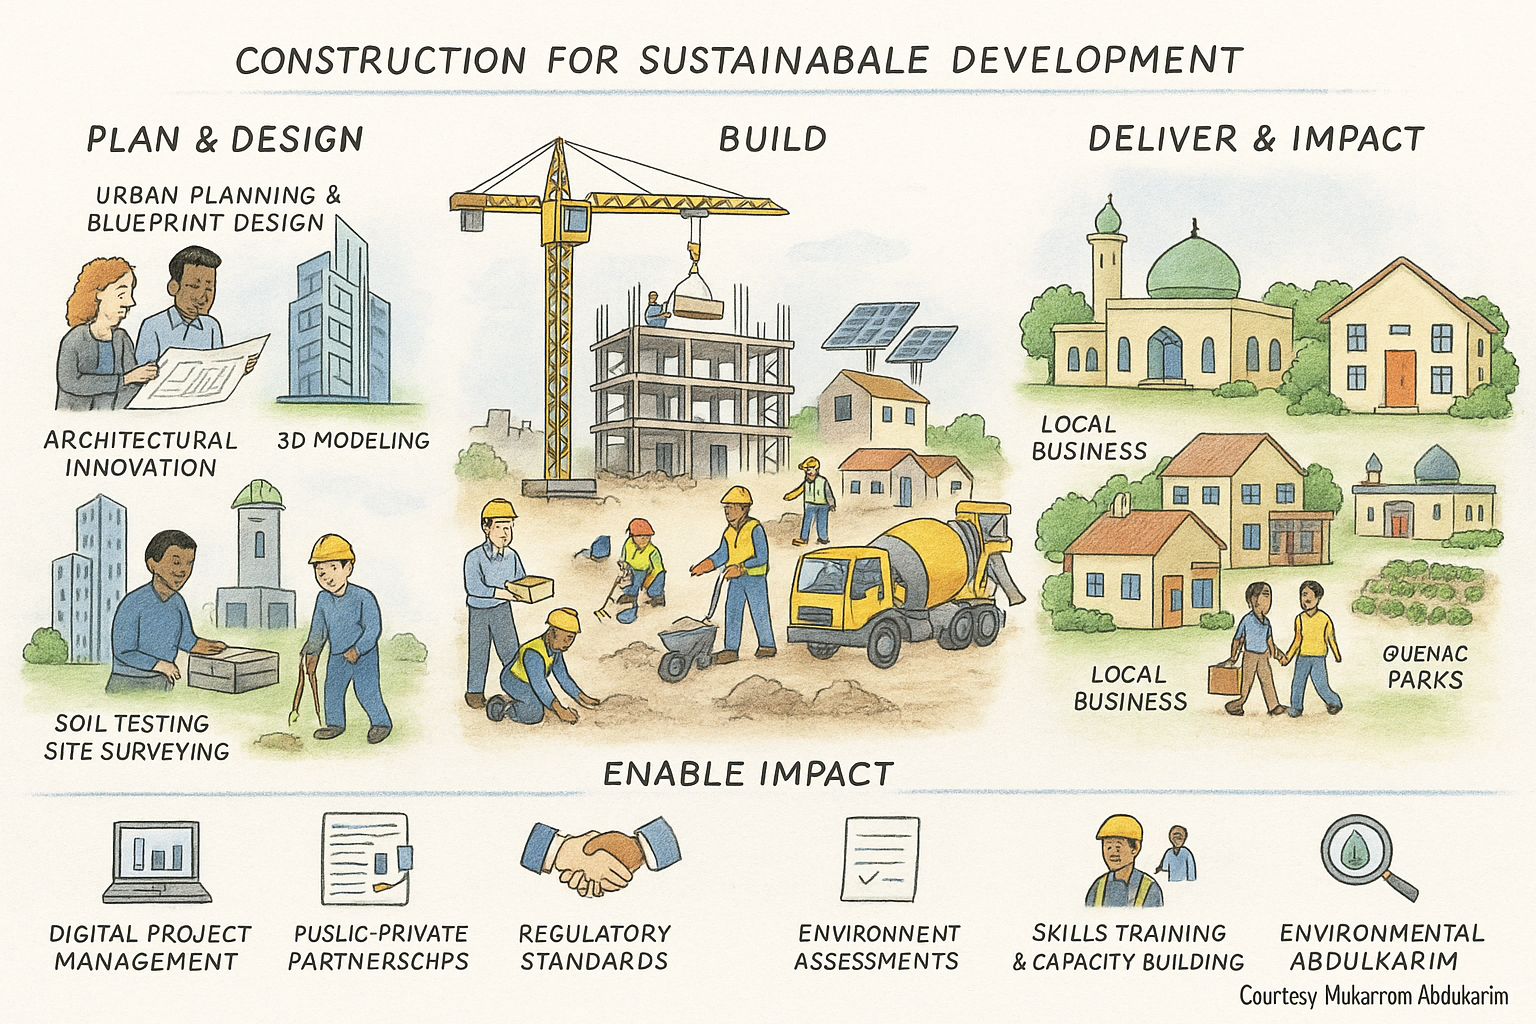 CONSTRUCTION FOR SUSTAINABALE DEVELOPMENT
PLAN & DESIGN
URBAN PLANNING &
BLUEPRINT DESIGN
ARCHITECTURAL
INNOVATION
3D MODELING
SOIL TESTING
SITE SURVEYING
BUILD
DELIVER & IMPACT
LOCAL
BUSINESS
LOCAL
BUSINESS
QUENAC
PARKS
ENABLE IMPACT
DIGITAL PROJECT
MANAGEMENT
PUSLIC-PRIVATE
PARTNERSCHPS
REGULATORY
STANDARDS
ENVIRONNENT
ASSESSMENTS
SKILLS TRAINING
& CAPACITY BUILDING
ENVIRONMENTAL
ABDULKARIM
Courtesy Mukarrom Abdukarim